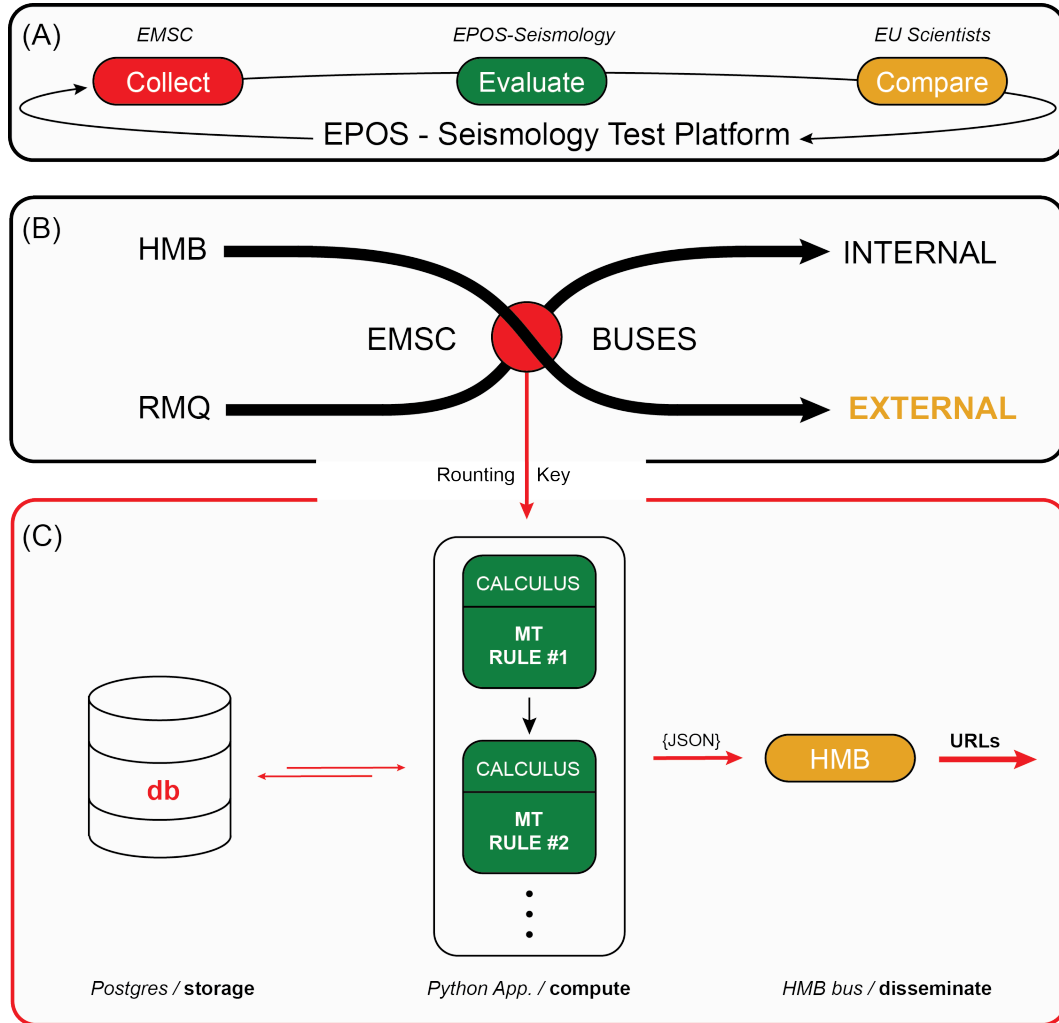 (A)
EMSC
EPOS-Seismology
EU Scientists
Collect
Evaluate
Compare
EPOS - Seismology Test Platform
(B)
HMB
INTERNAL
EMSC
BUSES
RMQ
EXTERNAL
Rounting Key
(C)
CALCULUS
MT
RULE #1
db
CALCULUS
MT
RULE #2
{JSON}
HMB
URLs
Postgres / storage
Python App. / compute
HMB bus / disseminate